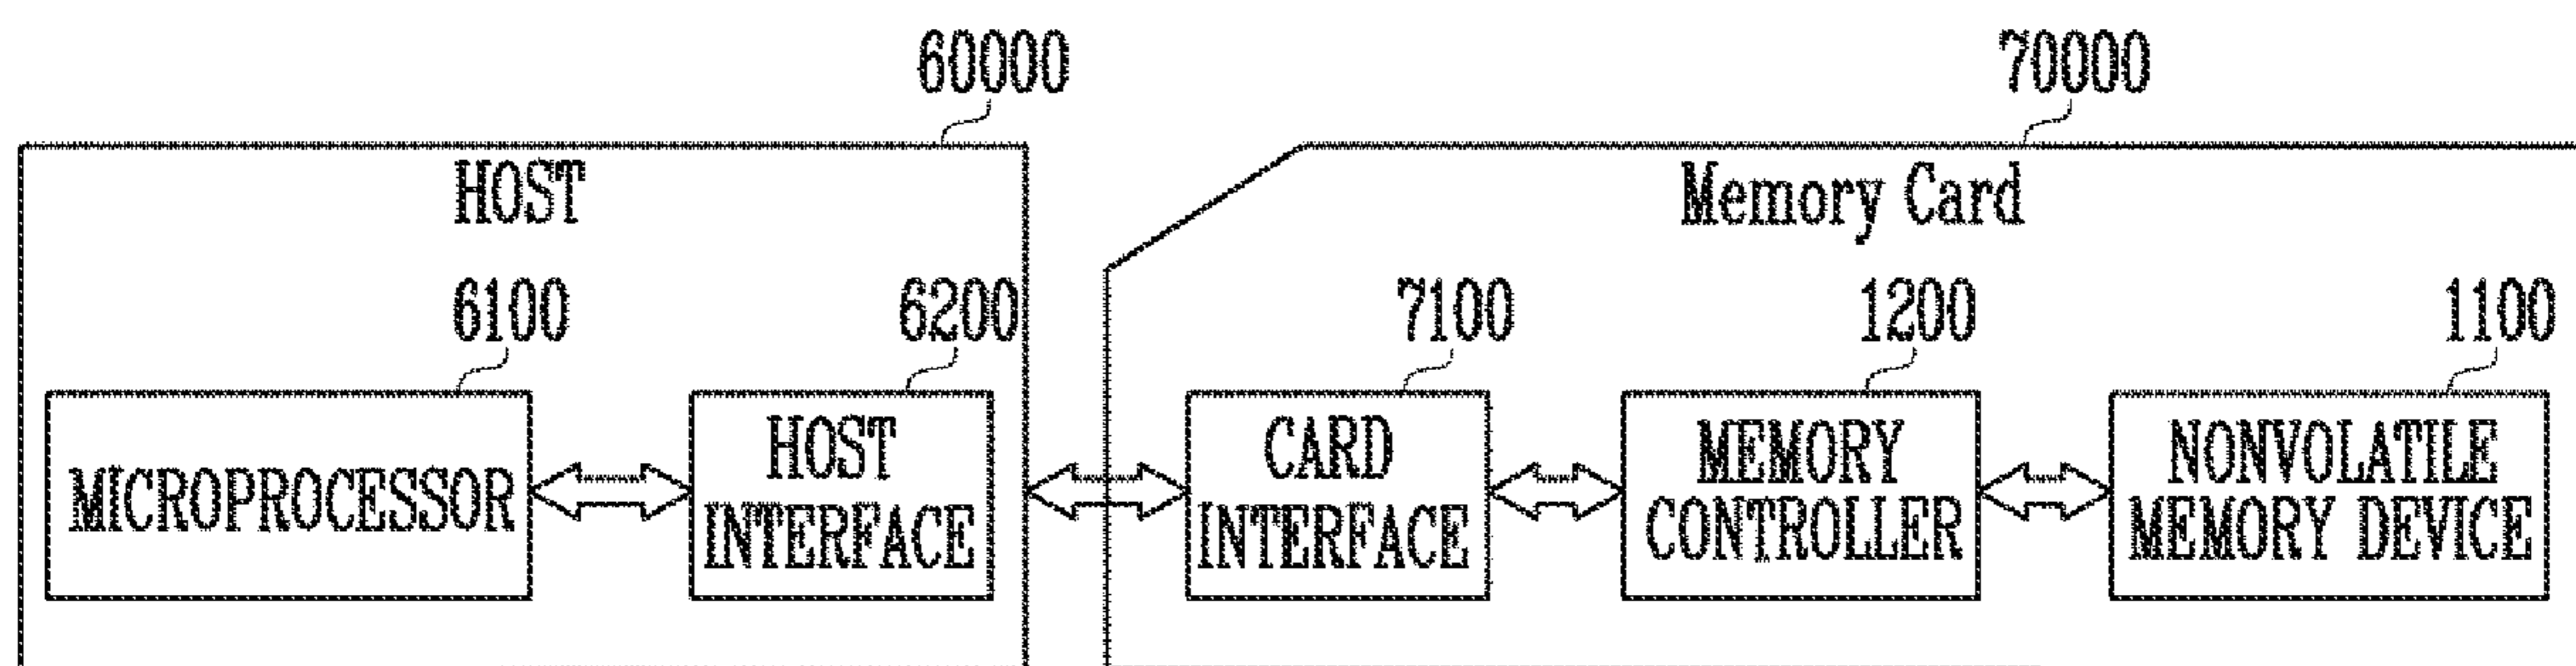 60000
70000
HOST
Memory Card
6100
6200
7100
1200
1100
MICROPROCESSOR
HOST
INTERFACE
CARD
INTERFACE
MEMORY
CONTROLLER
NONVOLATILE
MEMORY DEVICE